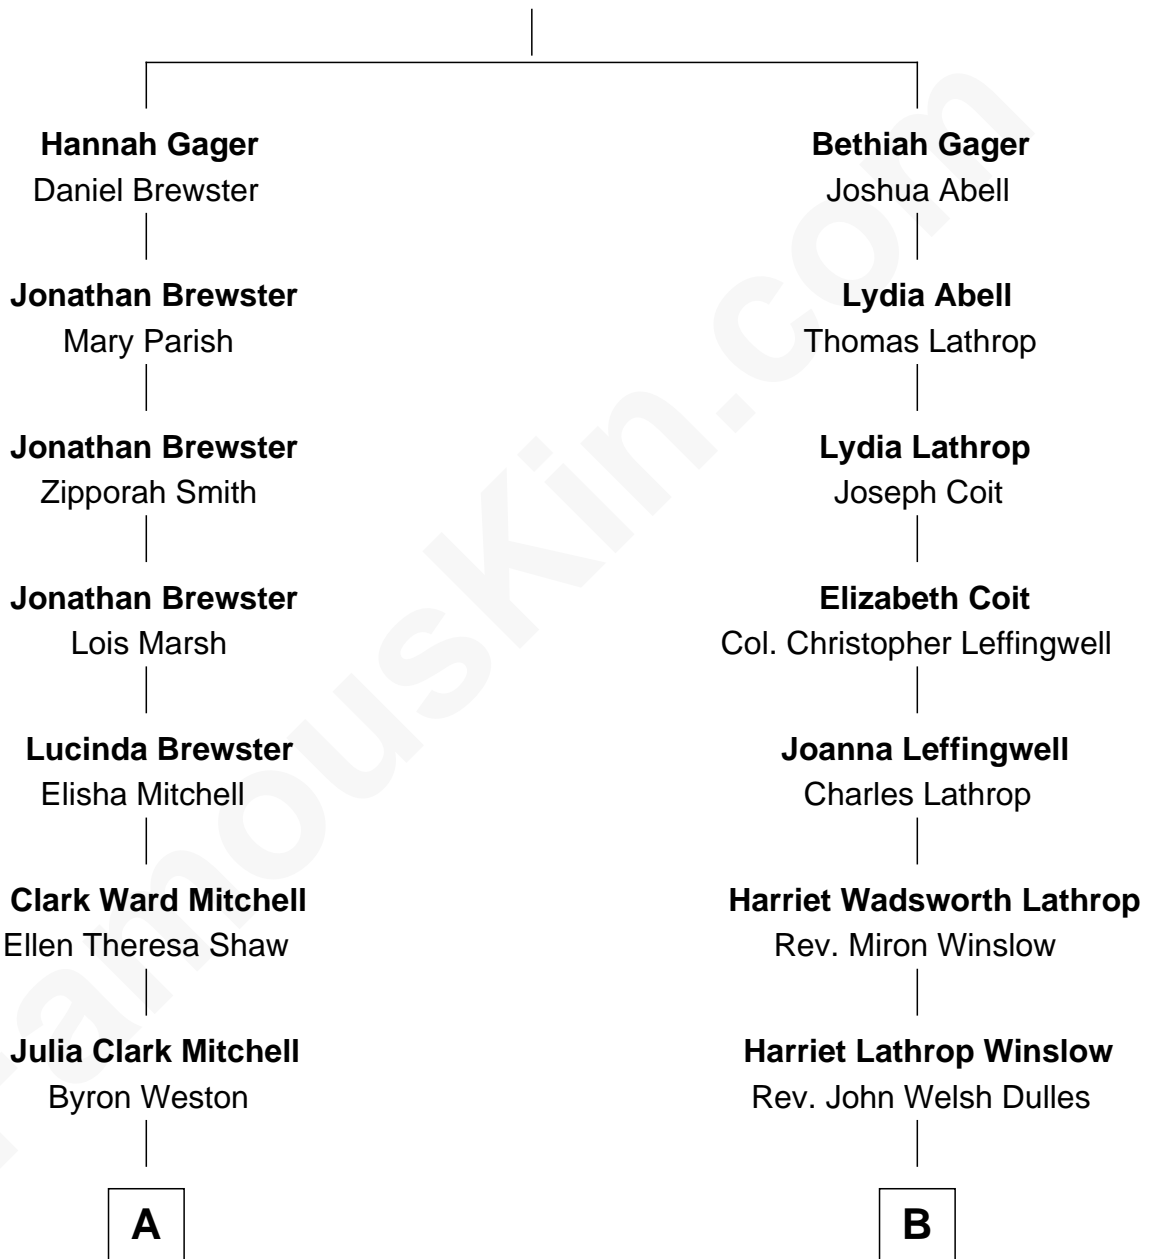 Hannah Gager
Daniel Brewster
Jonathan Brewster
Mary Parish
Jonathan Brewster
Zipporah Smith
Jonathan Brewster
Lois Marsh
Lucinda Brewster
Elisha Mitchell
Clark Ward Mitchell
Ellen Theresa Shaw
Julia Clark Mitchell
Byron Weston
A
Bethiah Gager
Joshua Abell
Lydia Abell
Thomas Lathrop
Lydia Lathrop
Joseph Coit
Elizabeth Coit
Col. Christopher Leffingwell
Joanna Leffingwell
Charles Lathrop
Harriet Wadsworth Lathrop
Rev. Miron Winslow
Harriet Lathrop Winslow
Rev. John Welsh Dulles
B
FamousKin.com